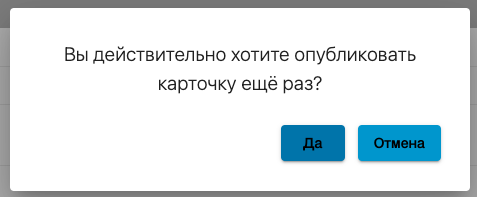 Вы действительно хотите опубликовать
карточку ещё раз?
Да
Отмена